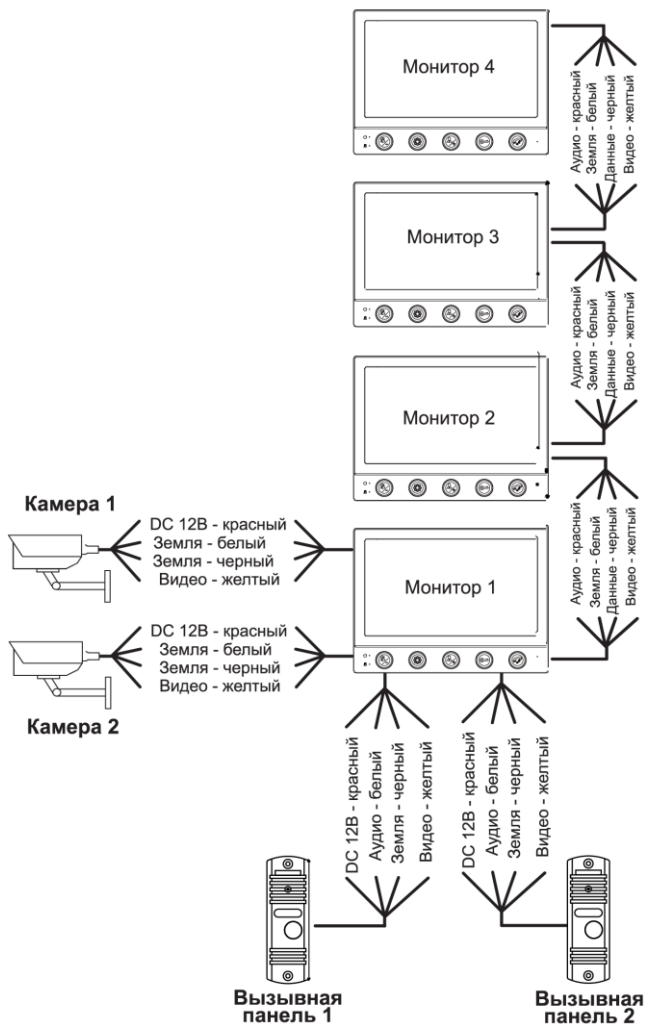 Монитор 4
Аудио - красный
Земля - белый
Данные - черный
Видео - желтый
Монитор 3
Аудио - красный
Земля - белый
Данные - черный
Видео - желтый
Монитор 2
Аудио - красный
Земля - белый
Данные - черный
Видео - желтый
Камера 1
DC 12В - красный
Земля - белый
Земля - черный
Видео - желтый
Монитор 1
DC 12В - красный
Земля - белый
Земля - черный
Видео - желтый
Камера 2
DC 12В - красный
Аудио - белый
Земля - черный
Видео - желтый
DC 12В - красный
Аудио - белый
Земля - черный
Видео - желтый
Вызывная
панель 1
Вызывная
панель 2